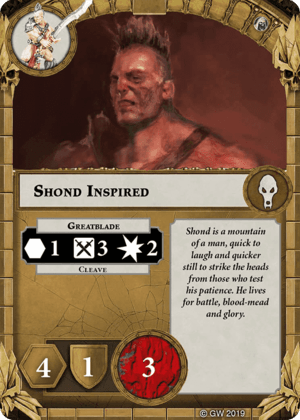 Shond Inspired
Greatblade
1 3 2
Cleave
Shond is a mountain
of a man, quick to
laugh and quicker
still to strike the heads
from those who test
his patience. He lives
for battle, blood-mead
and glory.
4 1 3
© GW 2019